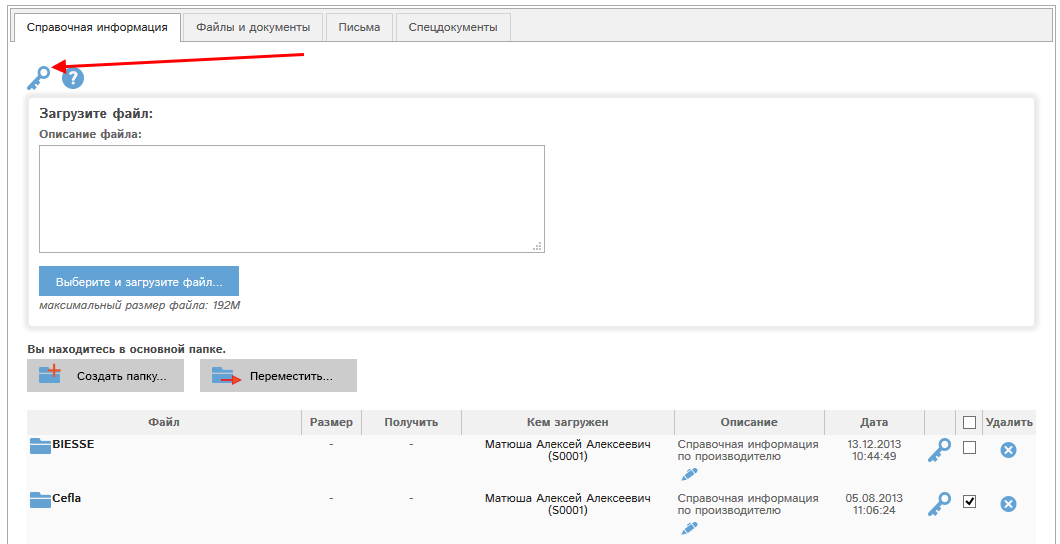 Справочная информация Файлы и документы Письма Спецдокументы
?
Загрузите файл:
Описание файла:
Выберите и загрузите файл...
максимальный размер файла: 192М
Вы находитесь в основной папке.
Создать папку... Переместить...
Файл Размер Получить Кем загружен Описание Дата Удалить
BIESSE - - Матюша Алексей Алексеевич Справочная информация 13.12.2013
(S0001) по производителю 10:44:49
Cefla - - Матюша Алексей Алексеевич Справочная информация 05.08.2013
(S0001) по производителю 11:06:24